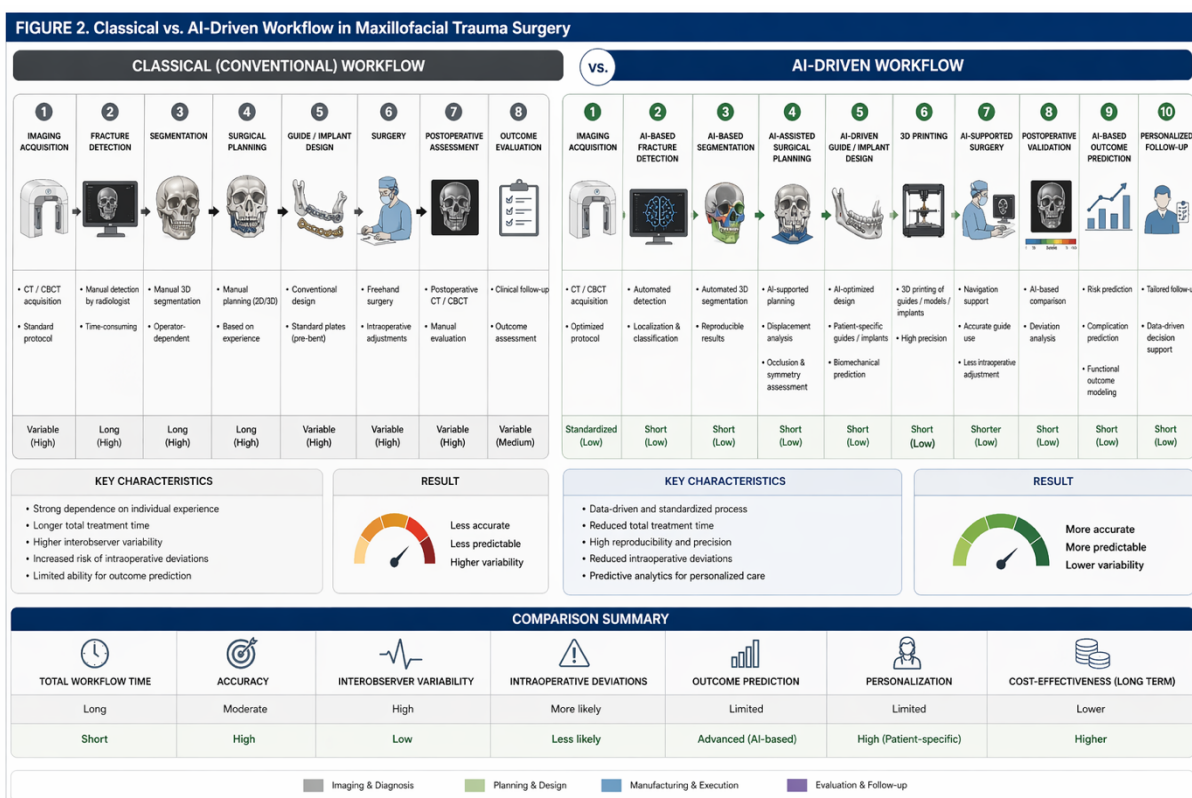 FIGURE 2. Classical vs. AI-Driven Workflow in Maxillofacial Trauma Surgery
CLASSICAL (CONVENTIONAL) WORKFLOW
vs.
AI-DRIVEN WORKFLOW
1
IMAGING
ACQUISITION
• CT / CBCT
acquisition
• Standard
protocol
Variable
(High)
2
FRACTURE
DETECTION
• Manual detection
by radiologist
• Time-consuming
Long
(High)
3
SEGMENTATION
• Manual 3D
segmentation
• Operator-
dependent
Long
(High)
4
SURGICAL
PLANNING
• Manual
planning (2D/3D)
• Based on
experience
Long
(High)
5
GUIDE / IMPLANT
DESIGN
• Conventional
design
• Standard plates
(pre-bent)
Variable
(High)
6
SURGERY
• Freehand
surgery
• Intraoperative
adjustments
Variable
(High)
7
POSTOPERATIVE
ASSESSMENT
• Postoperative
CT / CBCT
• Manual
evaluation
Variable
(High)
8
OUTCOME
EVALUATION
• Clinical follow-up
• Outcome
assessment
Variable
(Medium)
1
IMAGING
ACQUISITION
• CT / CBCT
acquisition
• Optimized
protocol
Standardized
(Low)
2
AI-BASED
FRACTURE
DETECTION
• Automated
detection
• Localization &
classification
Short
(Low)
3
AI-BASED
SEGMENTATION
• Automated 3D
segmentation
• Reproducible
results
Short
(Low)
4
AI-ASSISTED
SURGICAL
PLANNING
• AI-supported
planning
• Displacement
analysis
• Occlusion &
symmetry
assessment
Short
(Low)
5
AI-DRIVEN
GUIDE / IMPLANT
DESIGN
• AI-optimized
design
• Patient-specific
guides / implants
• Biomechanical
prediction
Short
(Low)
6
3D PRINTING
• 3D printing of
guides / models /
implants
• High precision
Short
(Low)
7
AI-SUPPORTED
SURGERY
• Navigation
support
• Accurate guide
use
• Less intraoperative
adjustment
Shorter
(Low)
8
POSTOPERATIVE
VALIDATION
• AI-based
comparison
• Deviation
analysis
Short
(Low)
9
AI-BASED
OUTCOME
PREDICTION
• Risk prediction
• Complication
prediction
• Functional
outcome
modeling
Short
(Low)
10
PERSONALIZED
FOLLOW-UP
• Tailored follow-u
• Data-driven
decision
support
Short
(Low)
KEY CHARACTERISTICS
• Strong dependence on individual experience
• Longer total treatment time
• Higher interobserver variability
• Increased risk of intraoperative deviations
• Limited ability for outcome prediction
RESULT
Less accurate
Less predictable
Higher variability
KEY CHARACTERISTICS
• Data-driven and standardized process
• Reduced total treatment time
• High reproducibility and precision
• Reduced intraoperative deviations
• Predictive analytics for personalized care
RESULT
More accurate
More predictable
Lower variability
COMPARISON SUMMARY
TOTAL WORKFLOW TIME
ACCURACY
INTEROBSERVER VARIABILITY
INTRAOPERATIVE DEVIATIONS
OUTCOME PREDICTION
PERSONALIZATION
COST-EFFECTIVENESS (LONG TERM)
Long
Moderate
High
More likely
Limited
Limited
Lower
Short
High
Low
Less likely
Advanced (AI-based)
High (Patient-specific)
Higher
Imaging & Diagnosis
Planning & Design
Manufacturing & Execution
Evaluation & Follow-up